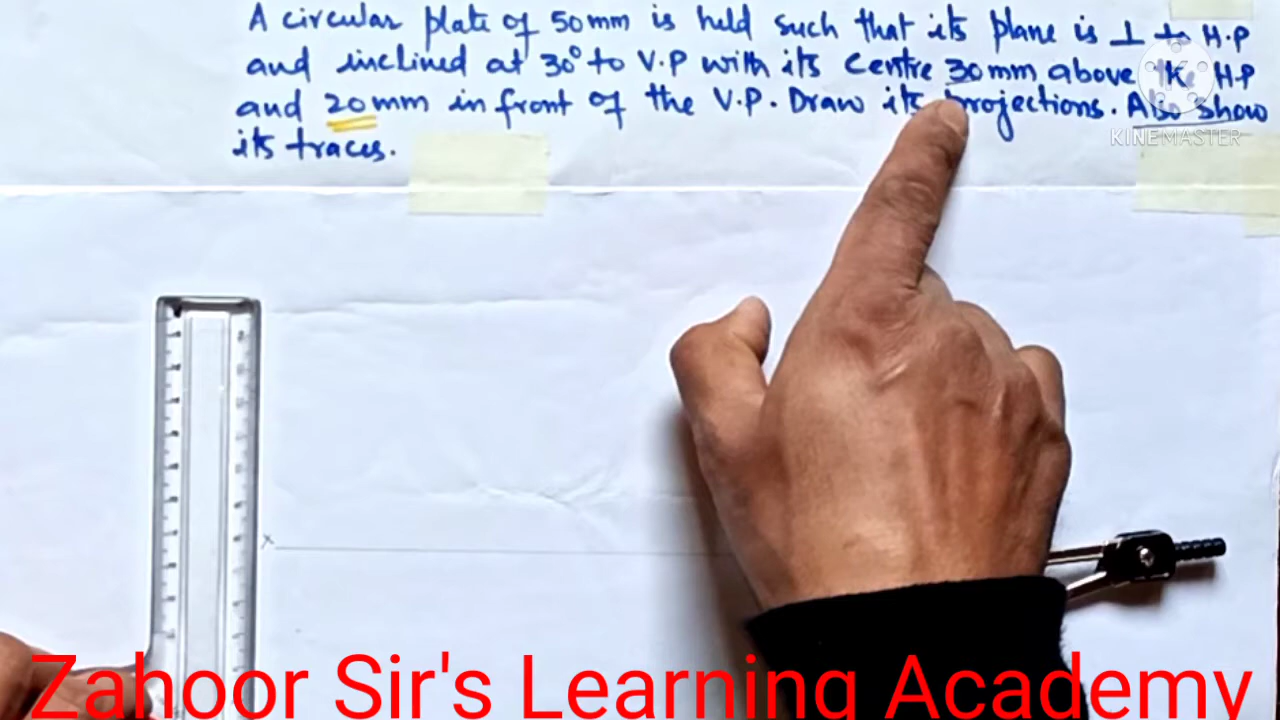 A circular plate of 50mm is held such that its plane is ⊥ to H.P
and inclined at 30° to V.P with its Centre 30mm above H.P
and 20mm in front of the V.P. Draw its projections. Also show
its traces.
K
KINEMASTER
X
Zahoor Sir's Learning Academy